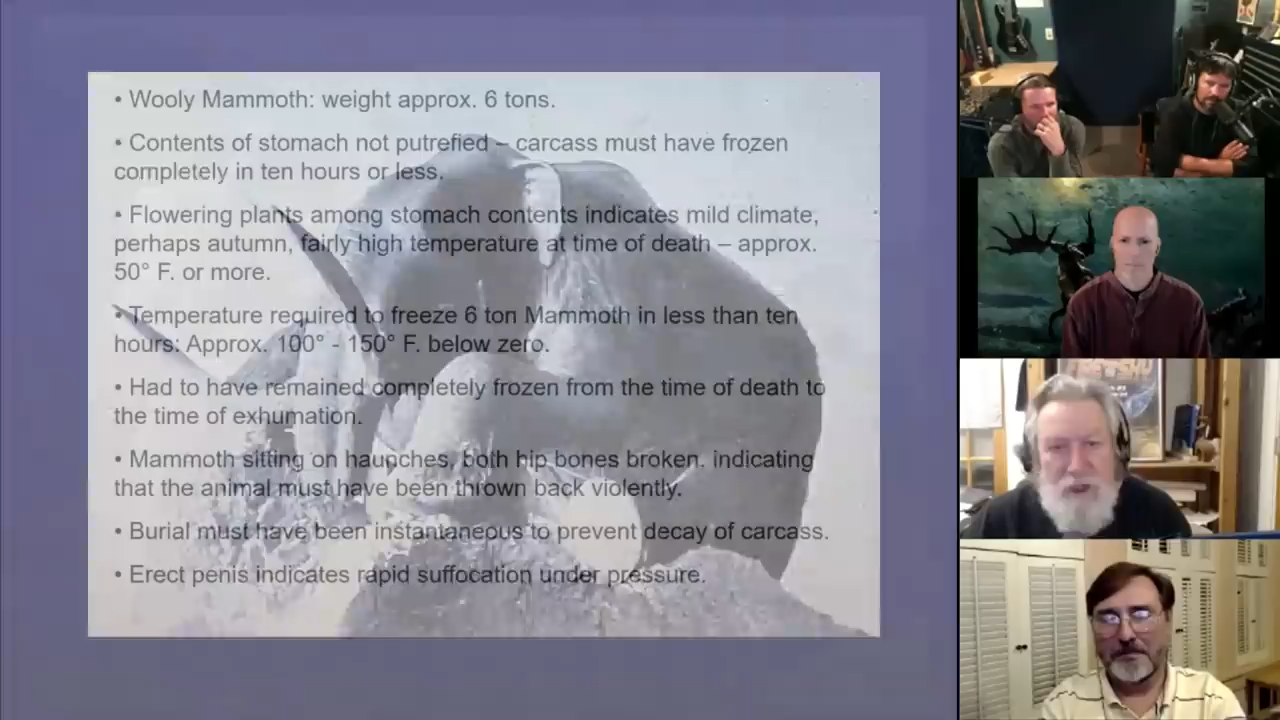 • Wooly Mammoth: weight approx. 6 tons.
• Contents of stomach not putrefied – carcass must have frozen
completely in ten hours or less.
• Flowering plants among stomach contents indicates mild climate,
perhaps autumn, fairly high temperature at time of death – approx.
50° F. or more.
• Temperature required to freeze 6 ton Mammoth in less than ten
hours: Approx. 100° - 150° F. below zero.
• Had to have remained completely frozen from the time of death to
the time of exhumation.
• Mammoth sitting on haunches, both hip bones broken. indicating
that the animal must have been thrown back violently.
• Burial must have been instantaneous to prevent decay of carcass.
• Erect penis indicates rapid suffocation under pressure.